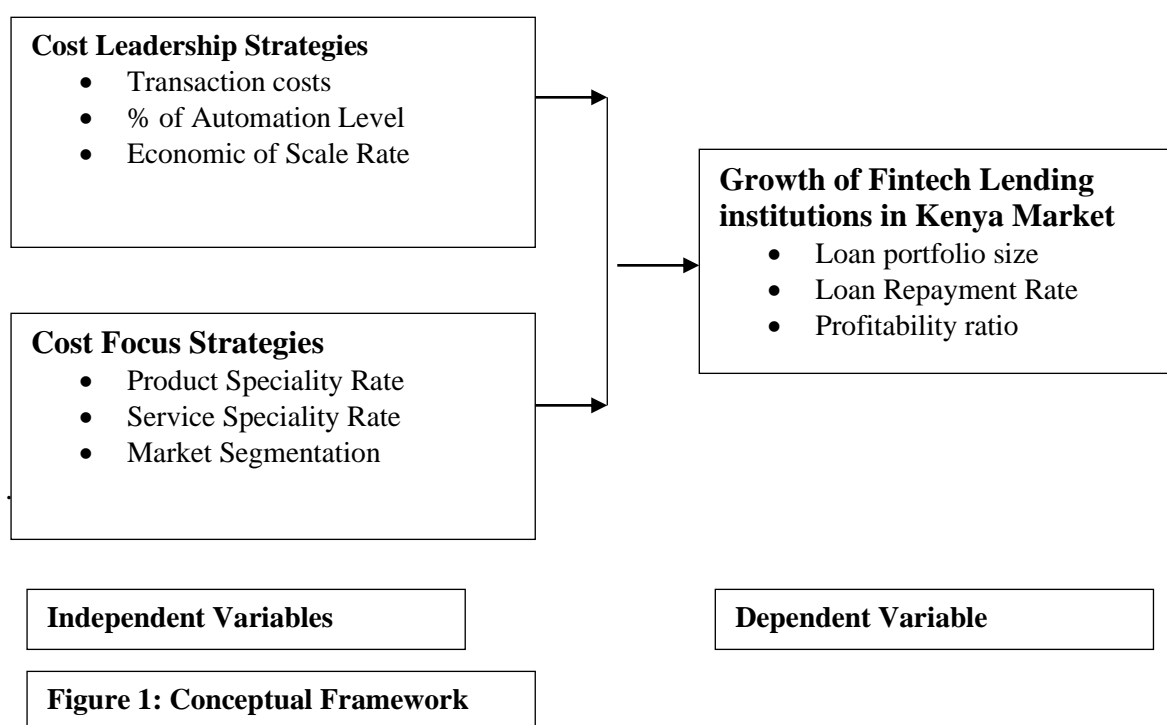 Cost Leadership Strategies
• Transaction costs
• % of Automation Level
• Economic of Scale Rate
Growth of Fintech Lending
institutions in Kenya Market
• Loan portfolio size
• Loan Repayment Rate
• Profitability ratio
Cost Focus Strategies
• Product Speciality Rate
• Service Speciality Rate
• Market Segmentation
.
Independent Variables
Dependent Variable
Figure 1: Conceptual Framework